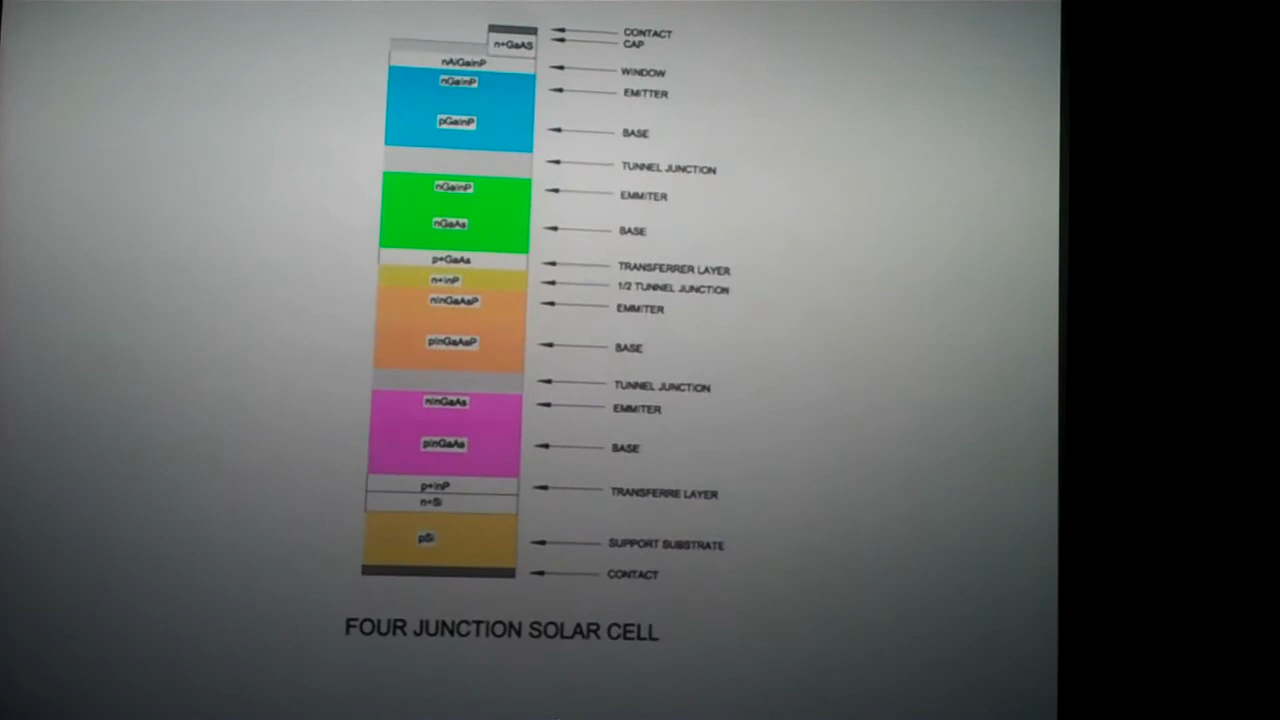 CONTACT
n+GaAS
CAP
nAlGaInP
WINDOW
nGaInP
EMITTER
pGaInP
BASE
TUNNEL JUNCTION
nGaInP
EMMITER
nGaAs
BASE
p+GaAs
TRANSFERRER LAYER
n+InP
1/2 TUNNEL JUNCTION
nInGaAsP
EMMITER
pInGaAsP
BASE
TUNNEL JUNCTION
nInGaAs
EMMITER
pInGaAs
BASE
p+InP
TRANSFERRE LAYER
n+Si
pSi
SUPPORT SUBSTRATE
CONTACT
FOUR JUNCTION SOLAR CELL